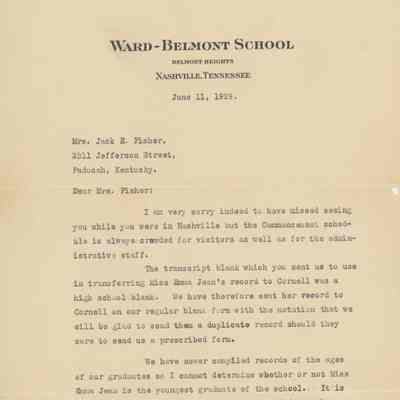 WARD-BELMONT SCHOOL
BELMONT HEIGHTS
NASHVILLE, TENNESSEE
June 11, 1929.
Mrs. Jack E. Fisher,
2311 Jefferson Street,
Paducah, Kentucky.
Dear Mrs. Fisher:
I am very sorry indeed to have missed seeing
you while you were in Nashville but the Commencement sched-
ule is always crowded for visitors as well as for the admin-
istrative staff.
The transcript blank which you sent us to use
in transferring Miss Emma Jean's record to Cornell was a
high school blank. We have therefore sent her record to
Cornell on our regular blank form with the notation that we
will be glad to send them a duplicate record should they
care to send us a prescribed form.
We have never compiled records of the ages
of our graduates so I cannot determine whether or not Miss
Emma Jean is the youngest graduate of the school. It is